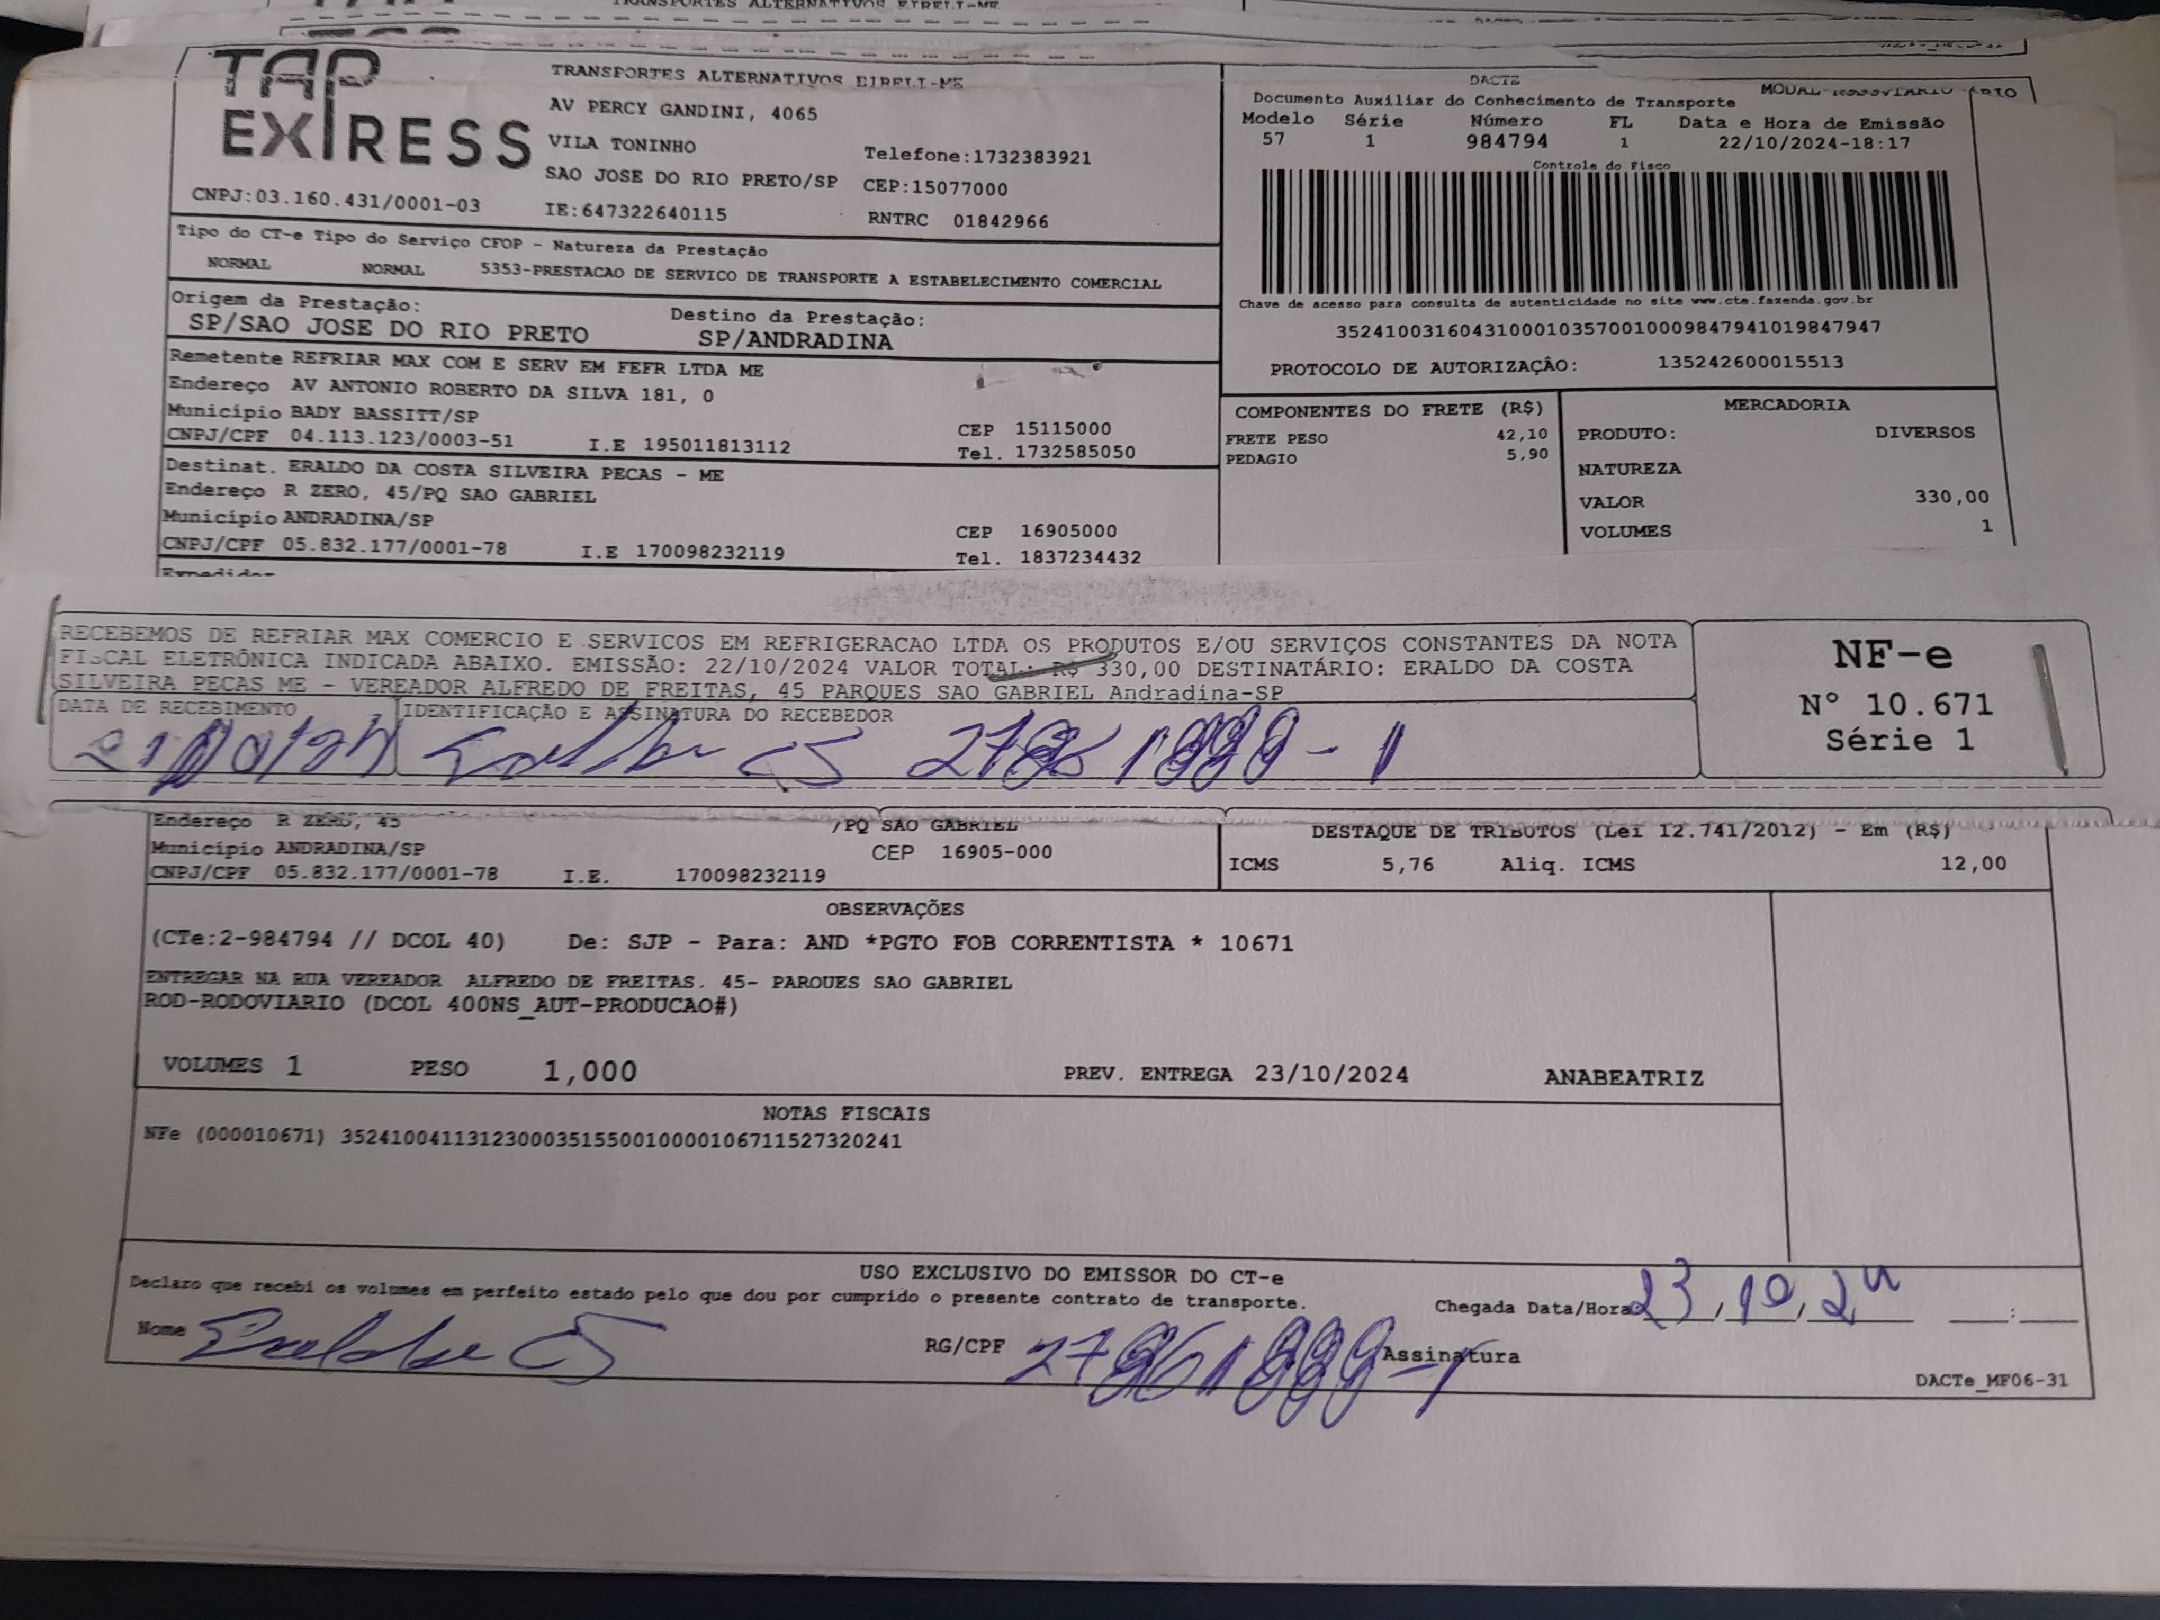 TRANSPORTES ALTERNATIVOS EIRELI-ME
TAP EXPRESS
TRANSPORTES ALTERNATIVOS EIRELI-ME
AV PERCY GANDINI, 4065
VILA TONINHO
Telefone:1732383921
SAO JOSE DO RIO PRETO/SP CEP:15077000
CNPJ:03.160.431/0001-03 IE:647322640115 RNTRC 01842966
DACTE
Documento Auxiliar do Conhecimento de Transporte
Modelo Série Número FL Data e Hora de Emissão
57 1 984794 1 22/10/2024-18:17
Controle do Fisco
Chave de acesso para consulta de autenticidade no site www.cte.fazenda.gov.br
35241003160431000103570010009847941019847947
PROTOCOLO DE AUTORIZAÇÂO: 135242600015513
Tipo do CT-e Tipo do Serviço CFOP - Natureza da Prestação
NORMAL NORMAL 5353-PRESTACAO DE SERVICO DE TRANSPORTE A ESTABELECIMENTO COMERCIAL
Origem da Prestação: Destino da Prestação:
SP/SAO JOSE DO RIO PRETO SP/ANDRADINA
Remetente REFRIAR MAX COM E SERV EM FEFR LTDA ME
Endereço AV ANTONIO ROBERTO DA SILVA 181, 0
Município BADY BASSITT/SP CEP 15115000
CNPJ/CPF 04.113.123/0003-51 I.E 195011813112 Tel. 1732585050
Destinat. ERALDO DA COSTA SILVEIRA PECAS - ME
Endereço R ZERO, 45/PQ SAO GABRIEL
Município ANDRADINA/SP CEP 16905000
CNPJ/CPF 05.832.177/0001-78 I.E 170098232119 Tel. 1837234432
Expedidor
COMPONENTES DO FRETE (R$)
FRETE PESO 42,10
PEDAGIO 5,90
MERCADORIA
PRODUTO: DIVERSOS
NATUREZA
VALOR 330,00
VOLUMES 1
RECEBEMOS DE REFRIAR MAX COMERCIO E SERVICOS EM REFRIGERACAO LTDA OS PRODUTOS E/OU SERVIÇOS CONSTANTES DA NOTA
FISCAL ELETRÔNICA INDICADA ABAIXO. EMISSÃO: 22/10/2024 VALOR TOTAL: R$ 330,00 DESTINATÁRIO: ERALDO DA COSTA
SILVEIRA PECAS ME - VEREADOR ALFREDO DE FREITAS, 45 PARQUES SAO GABRIEL Andradina-SP
DATA DE RECEBIMENTO IDENTIFICAÇÃO E ASSINATURA DO RECEBEDOR
NF-e
Nº 10.671
Série 1
Endereço R ZERO, 45 /PQ SAO GABRIEL
Município ANDRADINA/SP CEP 16905-000
CNPJ/CPF 05.832.177/0001-78 I.E. 170098232119
DESTAQUE DE TRIBUTOS (Lei 12.741/2012) - Em (R$)
ICMS 5,76 Aliq. ICMS 12,00
OBSERVAÇÕES
(CTe:2-984794 // DCOL 40) De: SJP - Para: AND *PGTO FOB CORRENTISTA * 10671
ENTREGAR NA RUA VEREADOR ALFREDO DE FREITAS. 45- PARQUES SAO GABRIEL
ROD-RODOVIARIO (DCOL 400NS_AUT-PRODUCAO#)
VOLUMES 1 PESO 1,000 PREV. ENTREGA 23/10/2024 ANABEATRIZ
NOTAS FISCAIS
NFe (000010671) 35241004113123000351550010000106711527320241
USO EXCLUSIVO DO EMISSOR DO CT-e
Declaro que recebi os volumes em perfeito estado pelo que dou por cumprido o presente contrato de transporte.
Chegada Data/Hora 23, 10, 24 :
Nome RG/CPF Assinatura
DACTe_MF06-31